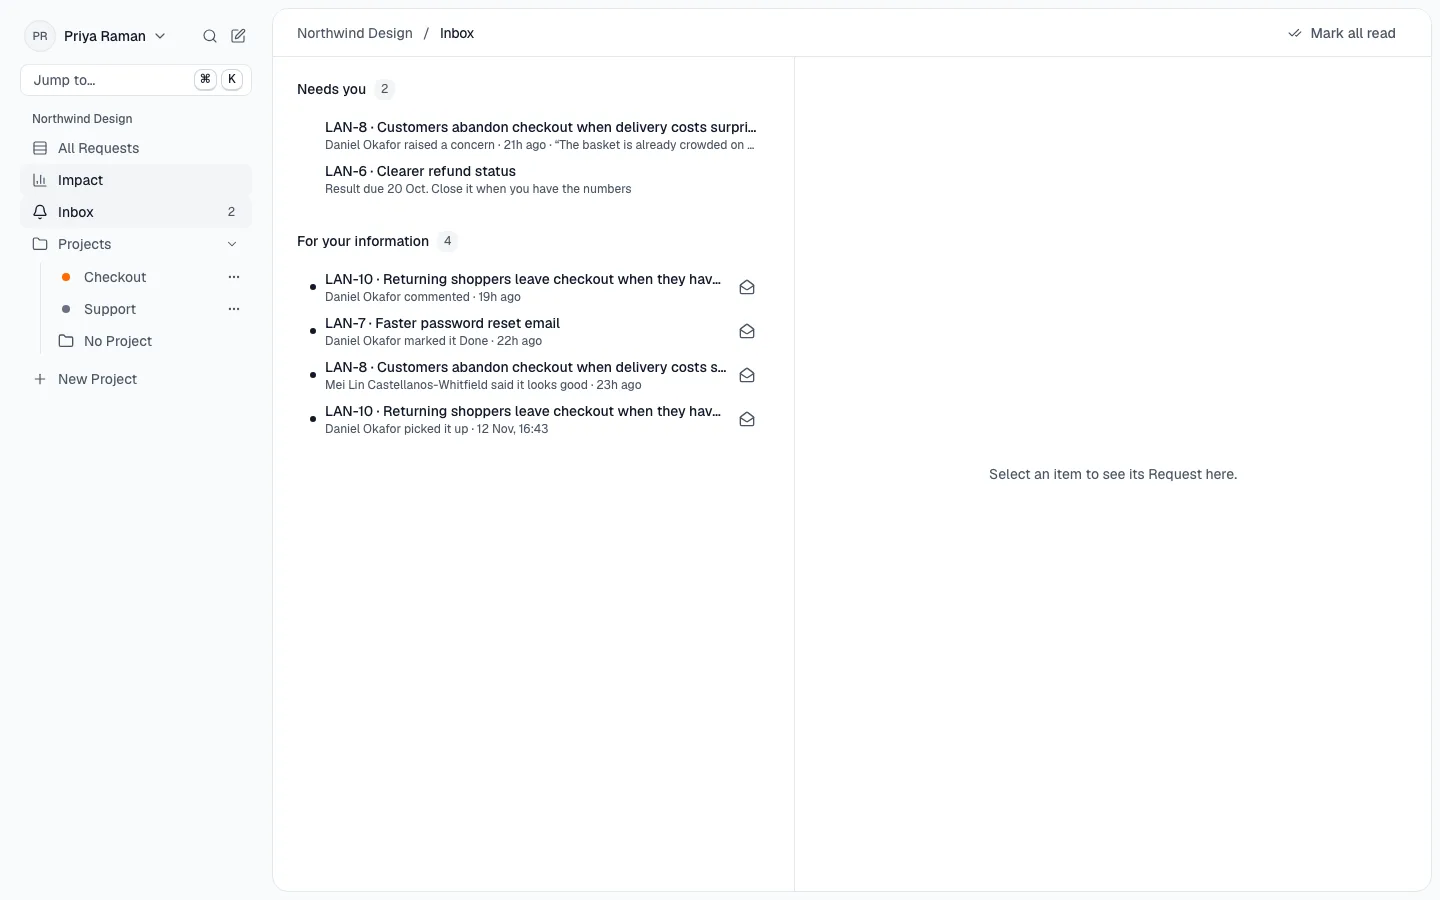 PR Priya Raman
Jump to... ⌘ K
Northwind Design
All Requests
Impact
Inbox 2
Projects
Checkout
Support
No Project
New Project
Northwind Design / Inbox
Mark all read
Needs you 2
LAN-8 · Customers abandon checkout when delivery costs surpri...
Daniel Okafor raised a concern · 21h ago · “The basket is already crowded on ...
LAN-6 · Clearer refund status
Result due 20 Oct. Close it when you have the numbers
For your information 4
LAN-10 · Returning shoppers leave checkout when they hav...
Daniel Okafor commented · 19h ago
LAN-7 · Faster password reset email
Daniel Okafor marked it Done · 22h ago
LAN-8 · Customers abandon checkout when delivery costs s...
Mei Lin Castellanos-Whitfield said it looks good · 23h ago
LAN-10 · Returning shoppers leave checkout when they hav...
Daniel Okafor picked it up · 12 Nov, 16:43
Select an item to see its Request here.